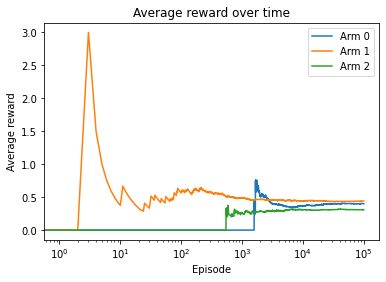 Average reward over time
Average reward
3.0
2.5
2.0
1.5
1.0
0.5
0.0
Arm 0
Arm 1
Arm 2
10⁰ 10¹ 10² 10³ 10⁴ 10⁵
Episode